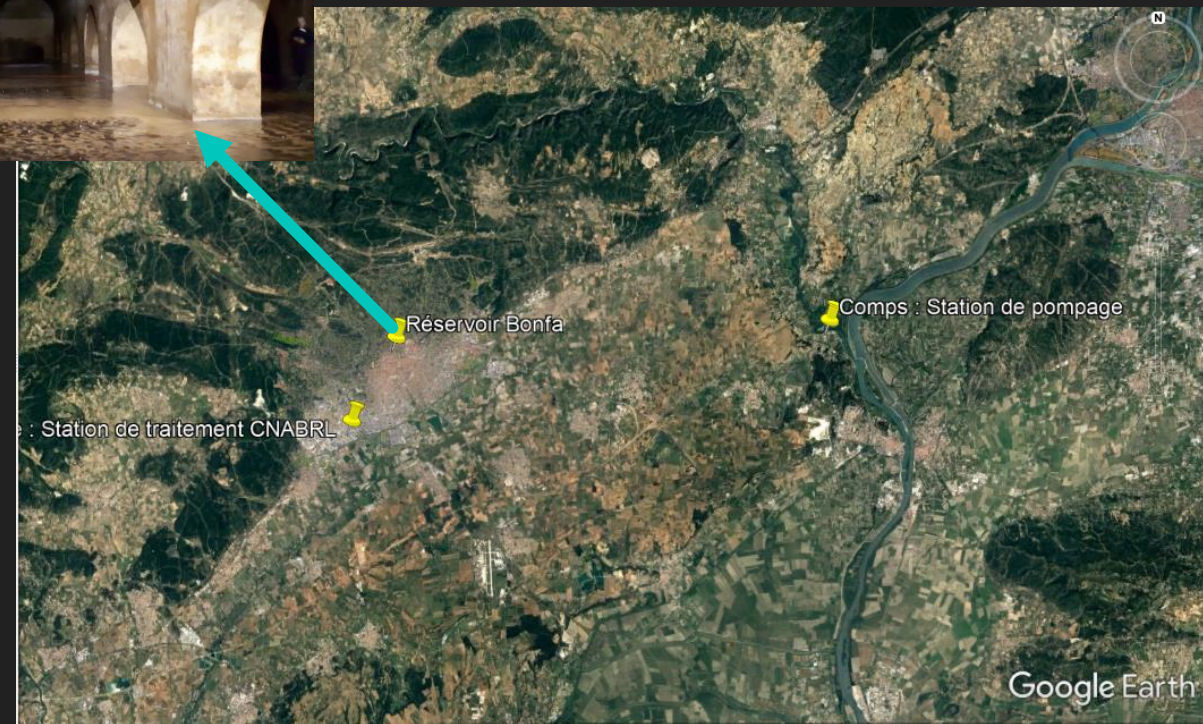 N
Comps : Station de pompage
Réservoir Bonfa
: Station de traitement CNABRL
Google Earth